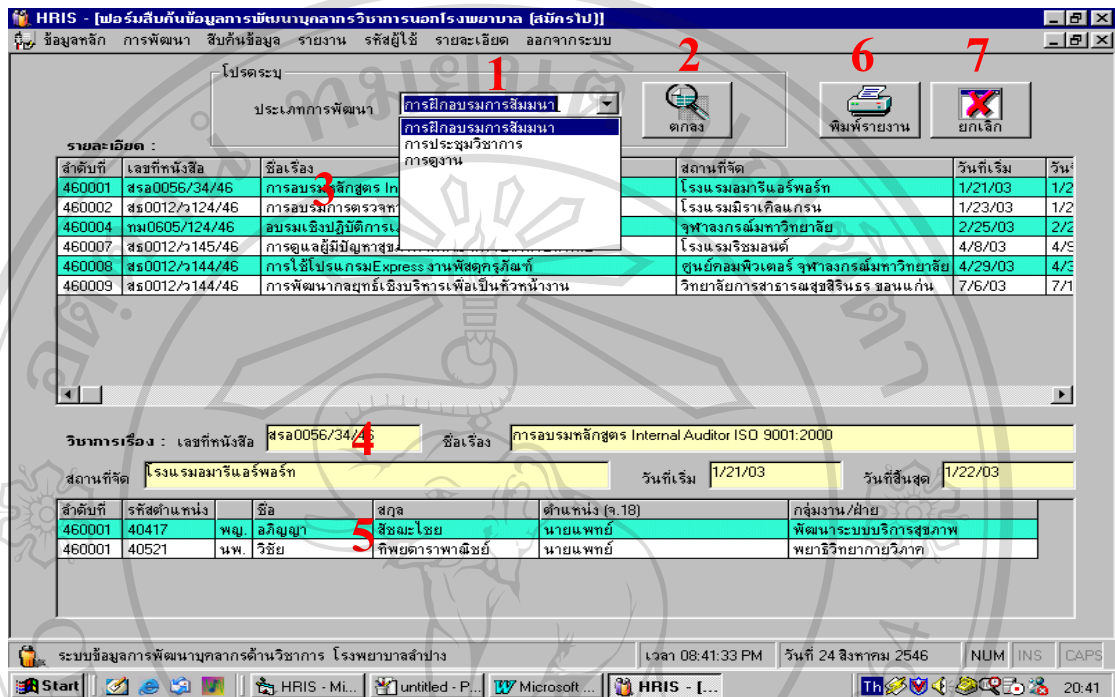 HRIS - [ฟอร์มสืบค้นข้อมูลการพัฒนาบุคลากรวิชาการนอกโรงพยาบาล (สมัครไป)]
ข้อมูลหลัก การพัฒนา สืบค้นข้อมูล รายงาน รหัสผู้ใช้ รายละเอียด ออกจากระบบ
1 2 6 7
โปรดระบุ
ประเภทการพัฒนา การฝึกอบรมการสัมมนา
ตกลง พิมพ์รายงาน ยกเลิก
การฝึกอบรมการสัมมนา
การประชุมวิชาการ
การดูงาน
รายละเอียด :
ลำดับที่ เลขที่หนังสือ ชื่อเรื่อง สถานที่จัด วันที่เริ่ม
460001 สรอ0056/34/46 การอบรมหลักสูตร In โรงแรมอมารีแอร์พอร์ท 1/21/03 1/2
3
460002 สธ0012/ว124/46 การอบรมการตรวจ โรงแรมมิราเคิลแกรน 1/23/03 1/2
460004 ทม0605/124/46 อบรมเชิงปฏิบัติการ จุฬาลงกรณ์มหาวิทยาลัย 2/25/03 2/2
460007 สธ0012/ว145/46 การดูแลผู้มีปัญหาสุข โรงแรมริชมอนด์ 4/8/03 4/9
460008 สธ0012/ว144/46 การใช้โปรแกรมExpress งานพัสดุครุภัณฑ์ ศูนย์คอมพิวเตอร์ จุฬาลงกรณ์มหาวิทยาลัย 4/29/03 4/3
460009 สธ0012/ว144/46 การพัฒนากลยุทธ์เชิงบริหารเพื่อเป็นหัวหน้างาน วิทยาลัยการสาธารณสุขสิรินธร ขอนแก่น 7/6/03 7/1
วิชาการเรื่อง : เลขที่หนังสือ สรอ0056/34/46 ชื่อเรื่อง การอบรมหลักสูตร Internal Auditor ISO 9001:2000
4
สถานที่จัด โรงแรมอมารีแอร์พอร์ท วันที่เริ่ม 1/21/03 วันที่สิ้นสุด 1/22/03
ลำดับที่ รหัสตำแหน่ง ชื่อ สกุล ตำแหน่ง (จ.18) กลุ่มงาน/ฝ่าย
460001 40417 พญ. อภิญญา สัชฌะไชย นายแพทย์ พัฒนาระบบบริการสุขภาพ
5
460001 40521 นพ. วิชัย ทิพยดาราพาณิชย์ นายแพทย์ พยาธิวิทยากายวิภาค
ระบบข้อมูลการพัฒนาบุคลากรด้านวิชาการ โรงพยาบาลลำปาง เวลา 08:41:33 PM วันที่ 24 สิงหาคม 2546 NUM INS CAPS
Start HRIS - Mi... untitled - P... Microsoft ... HRIS - [... Th 20:41